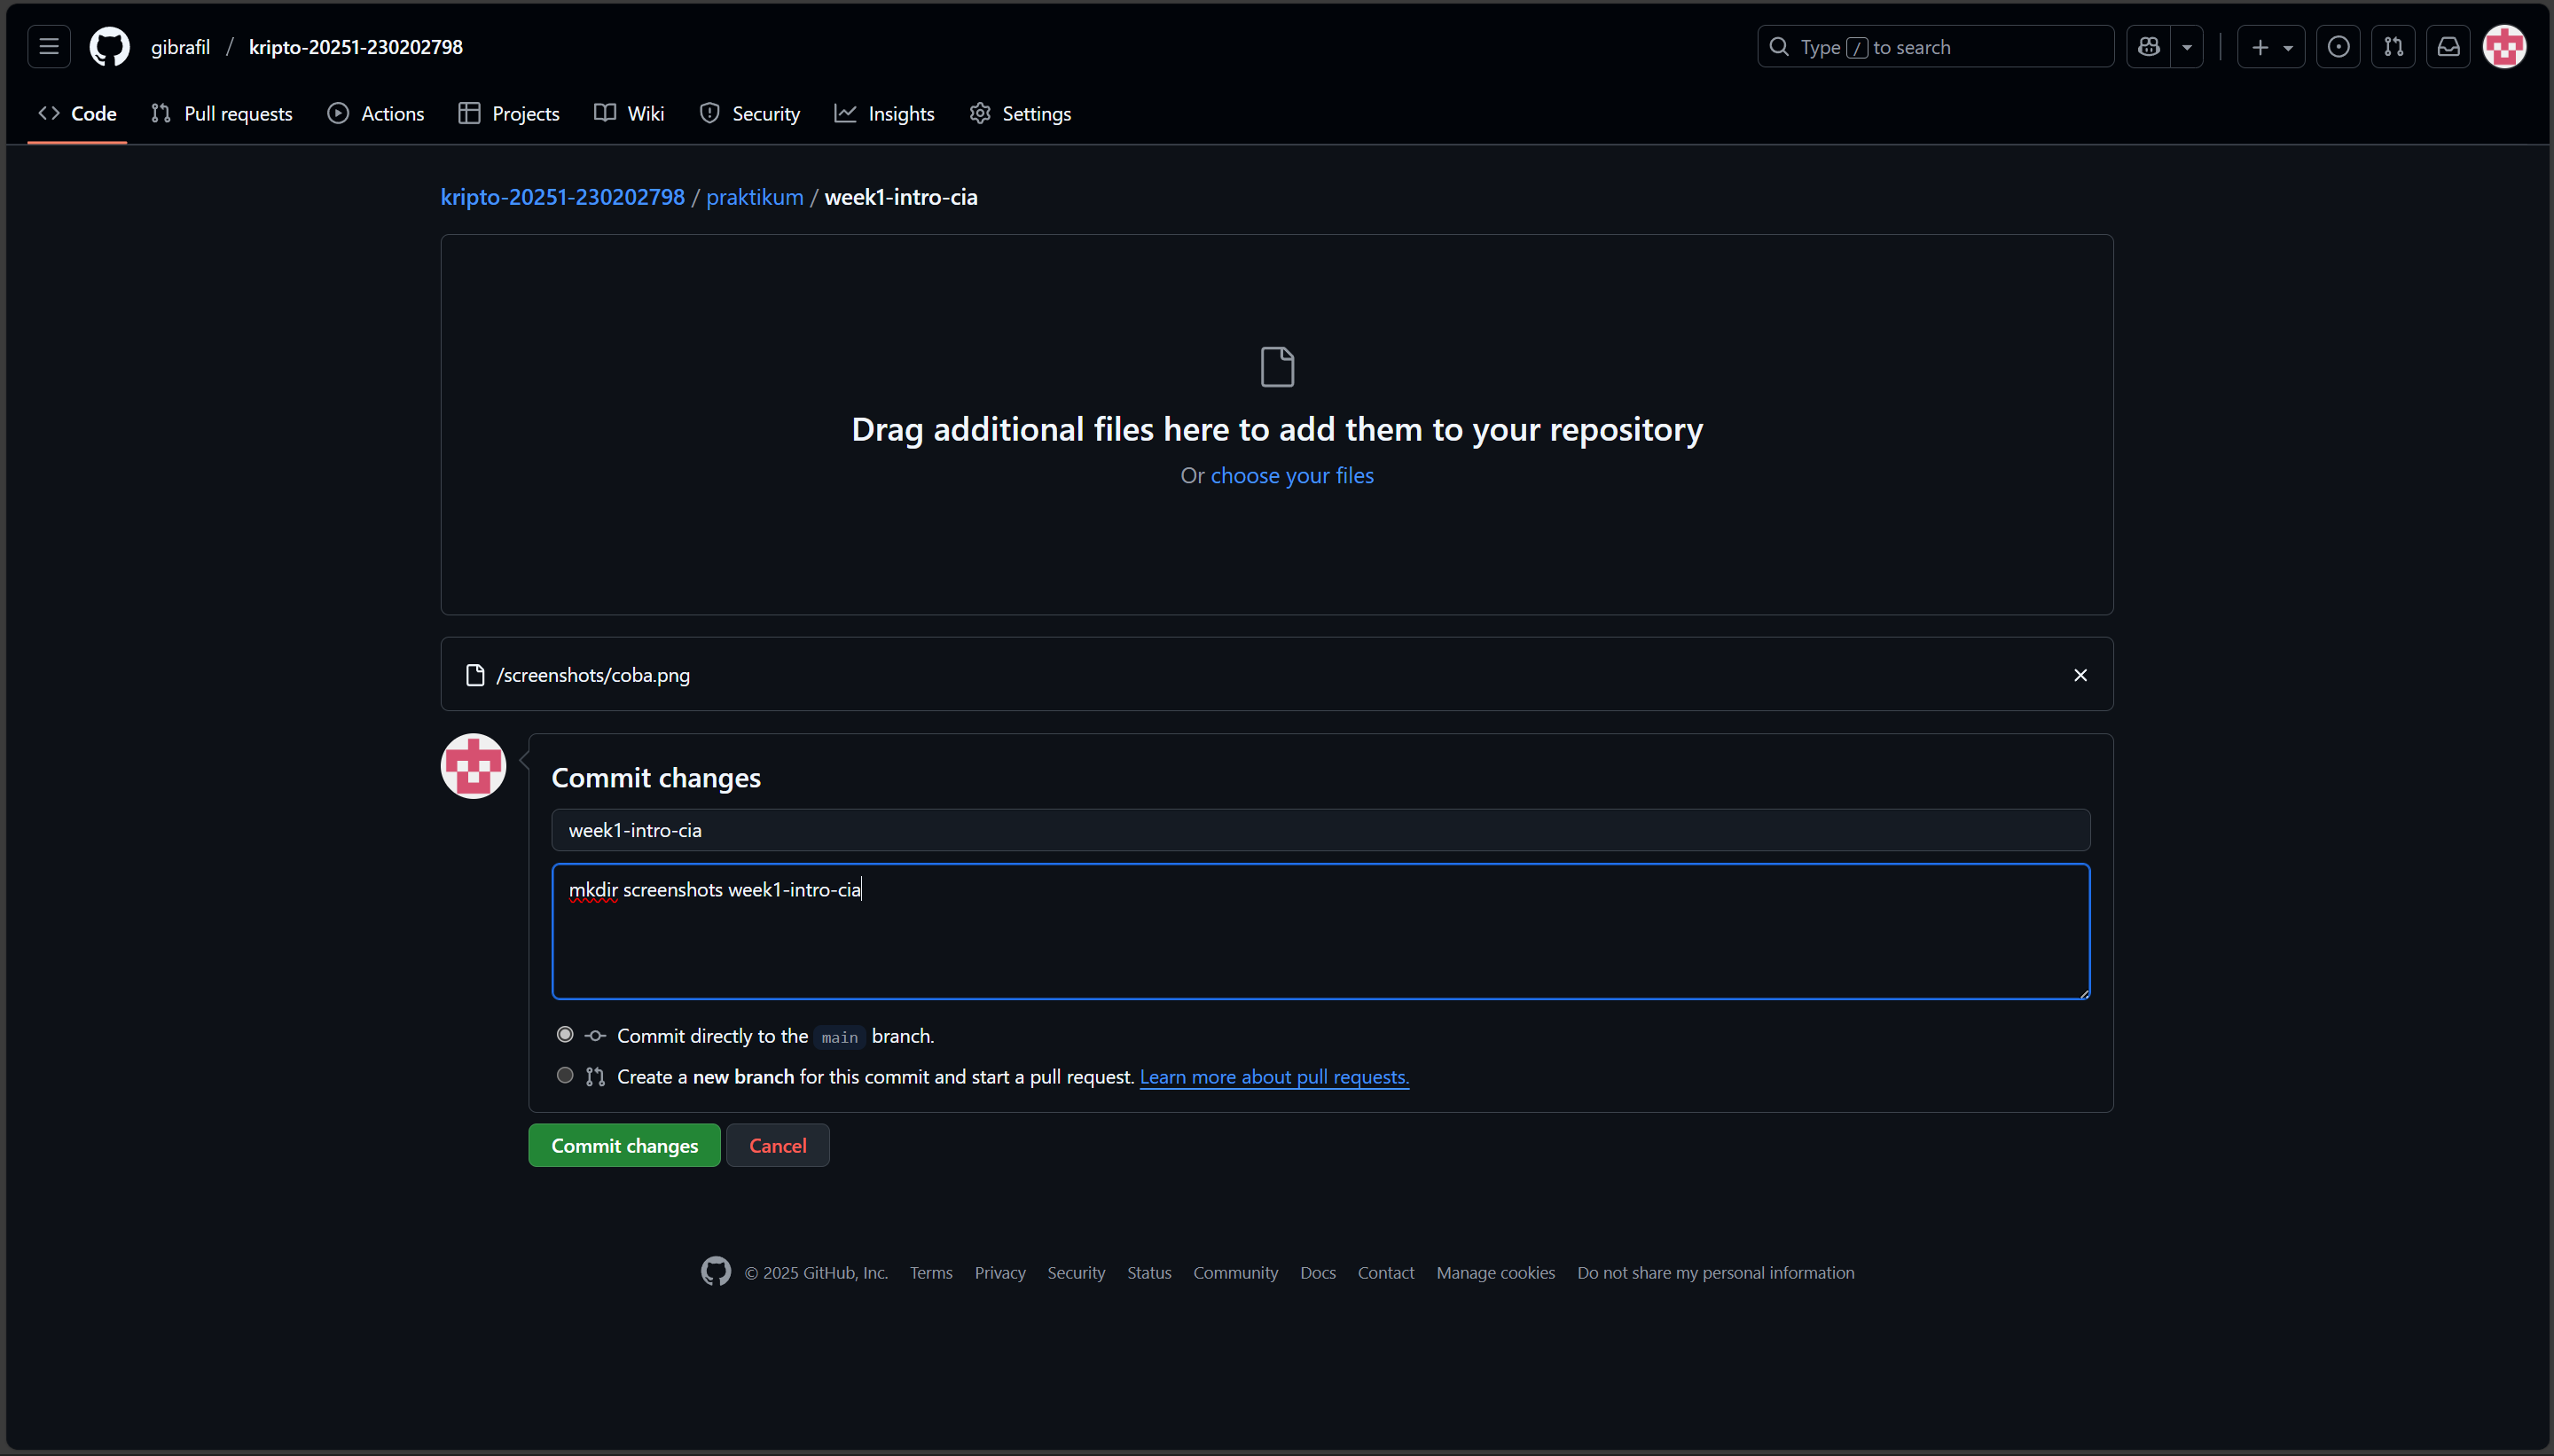 gibrafil / kripto-20251-230202798
Type / to search
Code Pull requests Actions Projects Wiki Security Insights Settings
kripto-20251-230202798 / praktikum / week1-intro-cia
Drag additional files here to add them to your repository
Or choose your files
/screenshots/coba.png
Commit changes
week1-intro-cia
mkdir screenshots week1-intro-cia
Commit directly to the main branch.
Create a new branch for this commit and start a pull request. Learn more about pull requests.
Commit changes Cancel
© 2025 GitHub, Inc. Terms Privacy Security Status Community Docs Contact Manage cookies Do not share my personal information